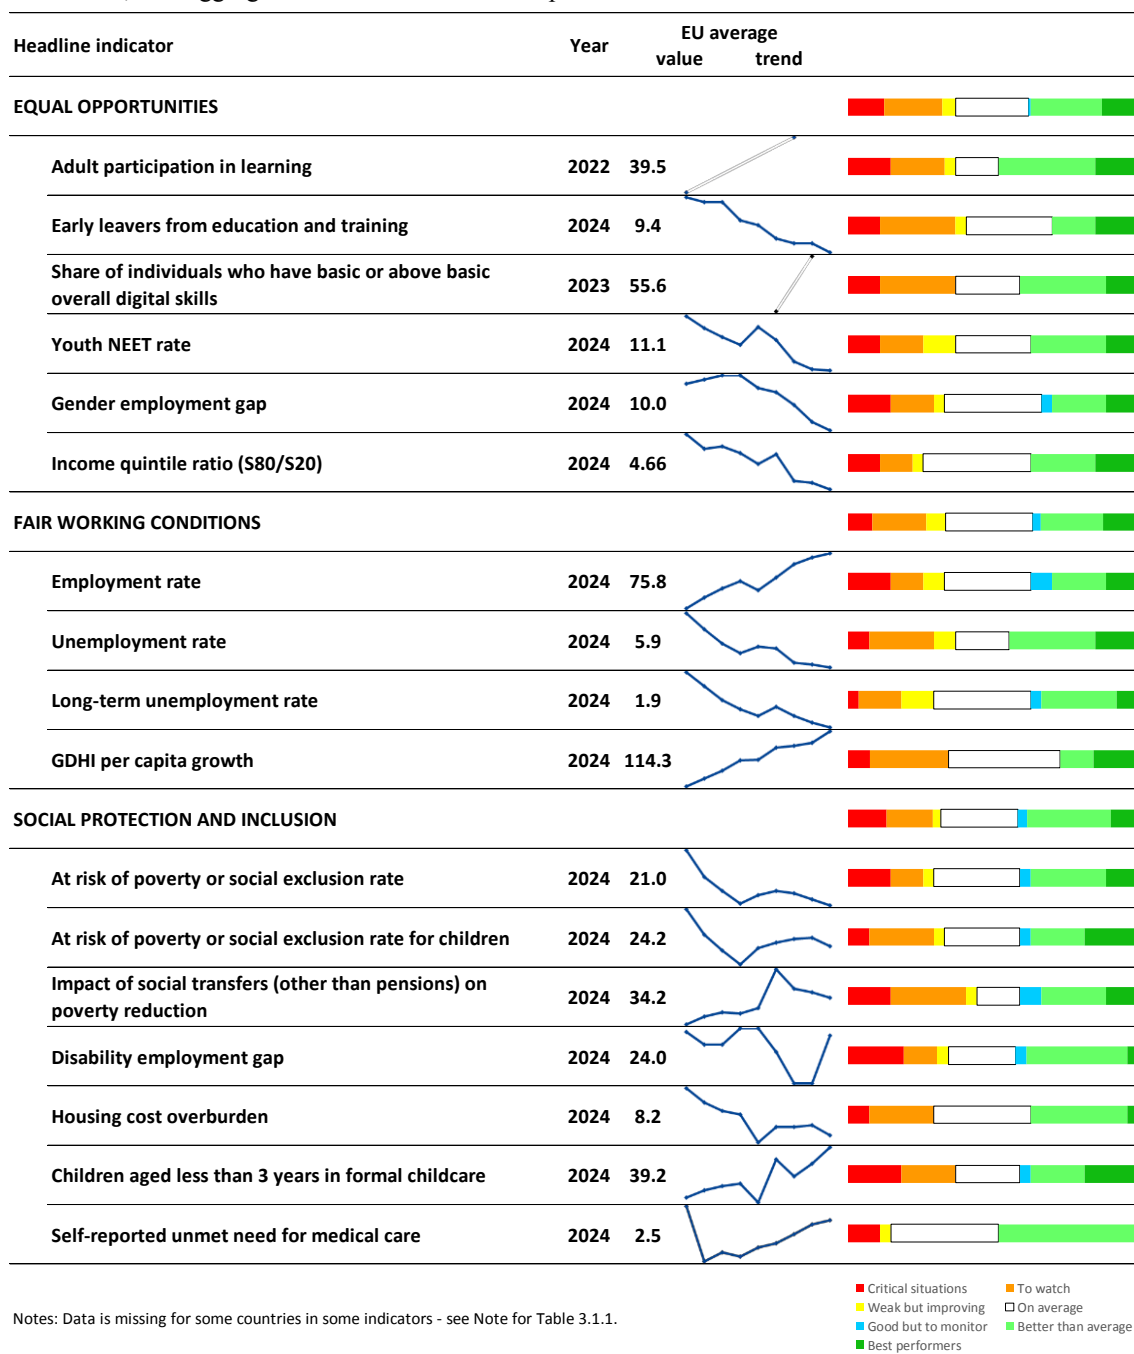 Headline indicator Year EU average
value trend
EQUAL OPPORTUNITIES
Adult participation in learning 2022 39.5
Early leavers from education and training 2024 9.4
Share of individuals who have basic or above basic
overall digital skills 2023 55.6
Youth NEET rate 2024 11.1
Gender employment gap 2024 10.0
Income quintile ratio (S80/S20) 2024 4.66
FAIR WORKING CONDITIONS
Employment rate 2024 75.8
Unemployment rate 2024 5.9
Long-term unemployment rate 2024 1.9
GDHI per capita growth 2024 114.3
SOCIAL PROTECTION AND INCLUSION
At risk of poverty or social exclusion rate 2024 21.0
At risk of poverty or social exclusion rate for children 2024 24.2
Impact of social transfers (other than pensions) on
poverty reduction 2024 34.2
Disability employment gap 2024 24.0
Housing cost overburden 2024 8.2
Children aged less than 3 years in formal childcare 2024 39.2
Self-reported unmet need for medical care 2024 2.5
Critical situations To watch
Weak but improving On average
Good but to monitor Better than average
Best performers
Notes: Data is missing for some countries in some indicators - see Note for Table 3.1.1.